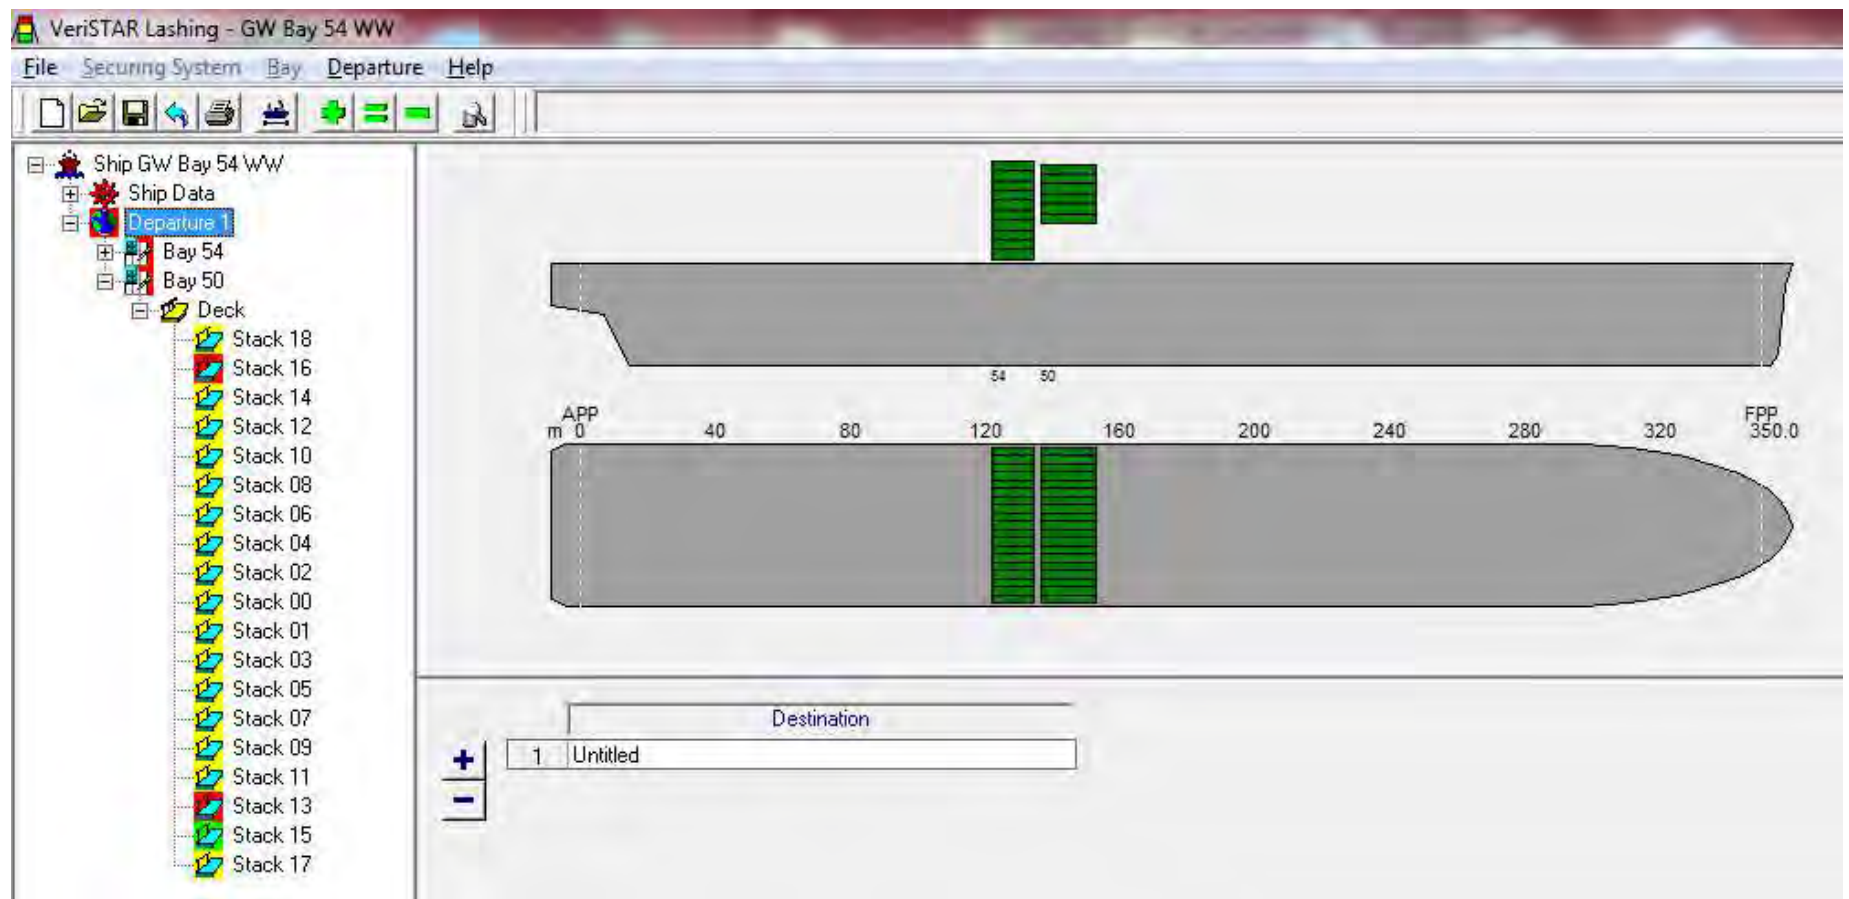 VeriSTAR Lashing - GW Bay 54 WW
File Securing System Bay Departure Help
Ship GW Bay 54 WW
Ship Data
Departure 1
Bay 54
Bay 50
Deck
Stack 18
Stack 16
Stack 14
Stack 12
Stack 10
Stack 08
Stack 06
Stack 04
Stack 02
Stack 00
Stack 01
Stack 03
Stack 05
Stack 07
Stack 09
Stack 11
Stack 13
Stack 15
Stack 17
54 50
APP FPP
m 0 40 80 120 160 200 240 280 320 350.0
Destination
1 Untitled